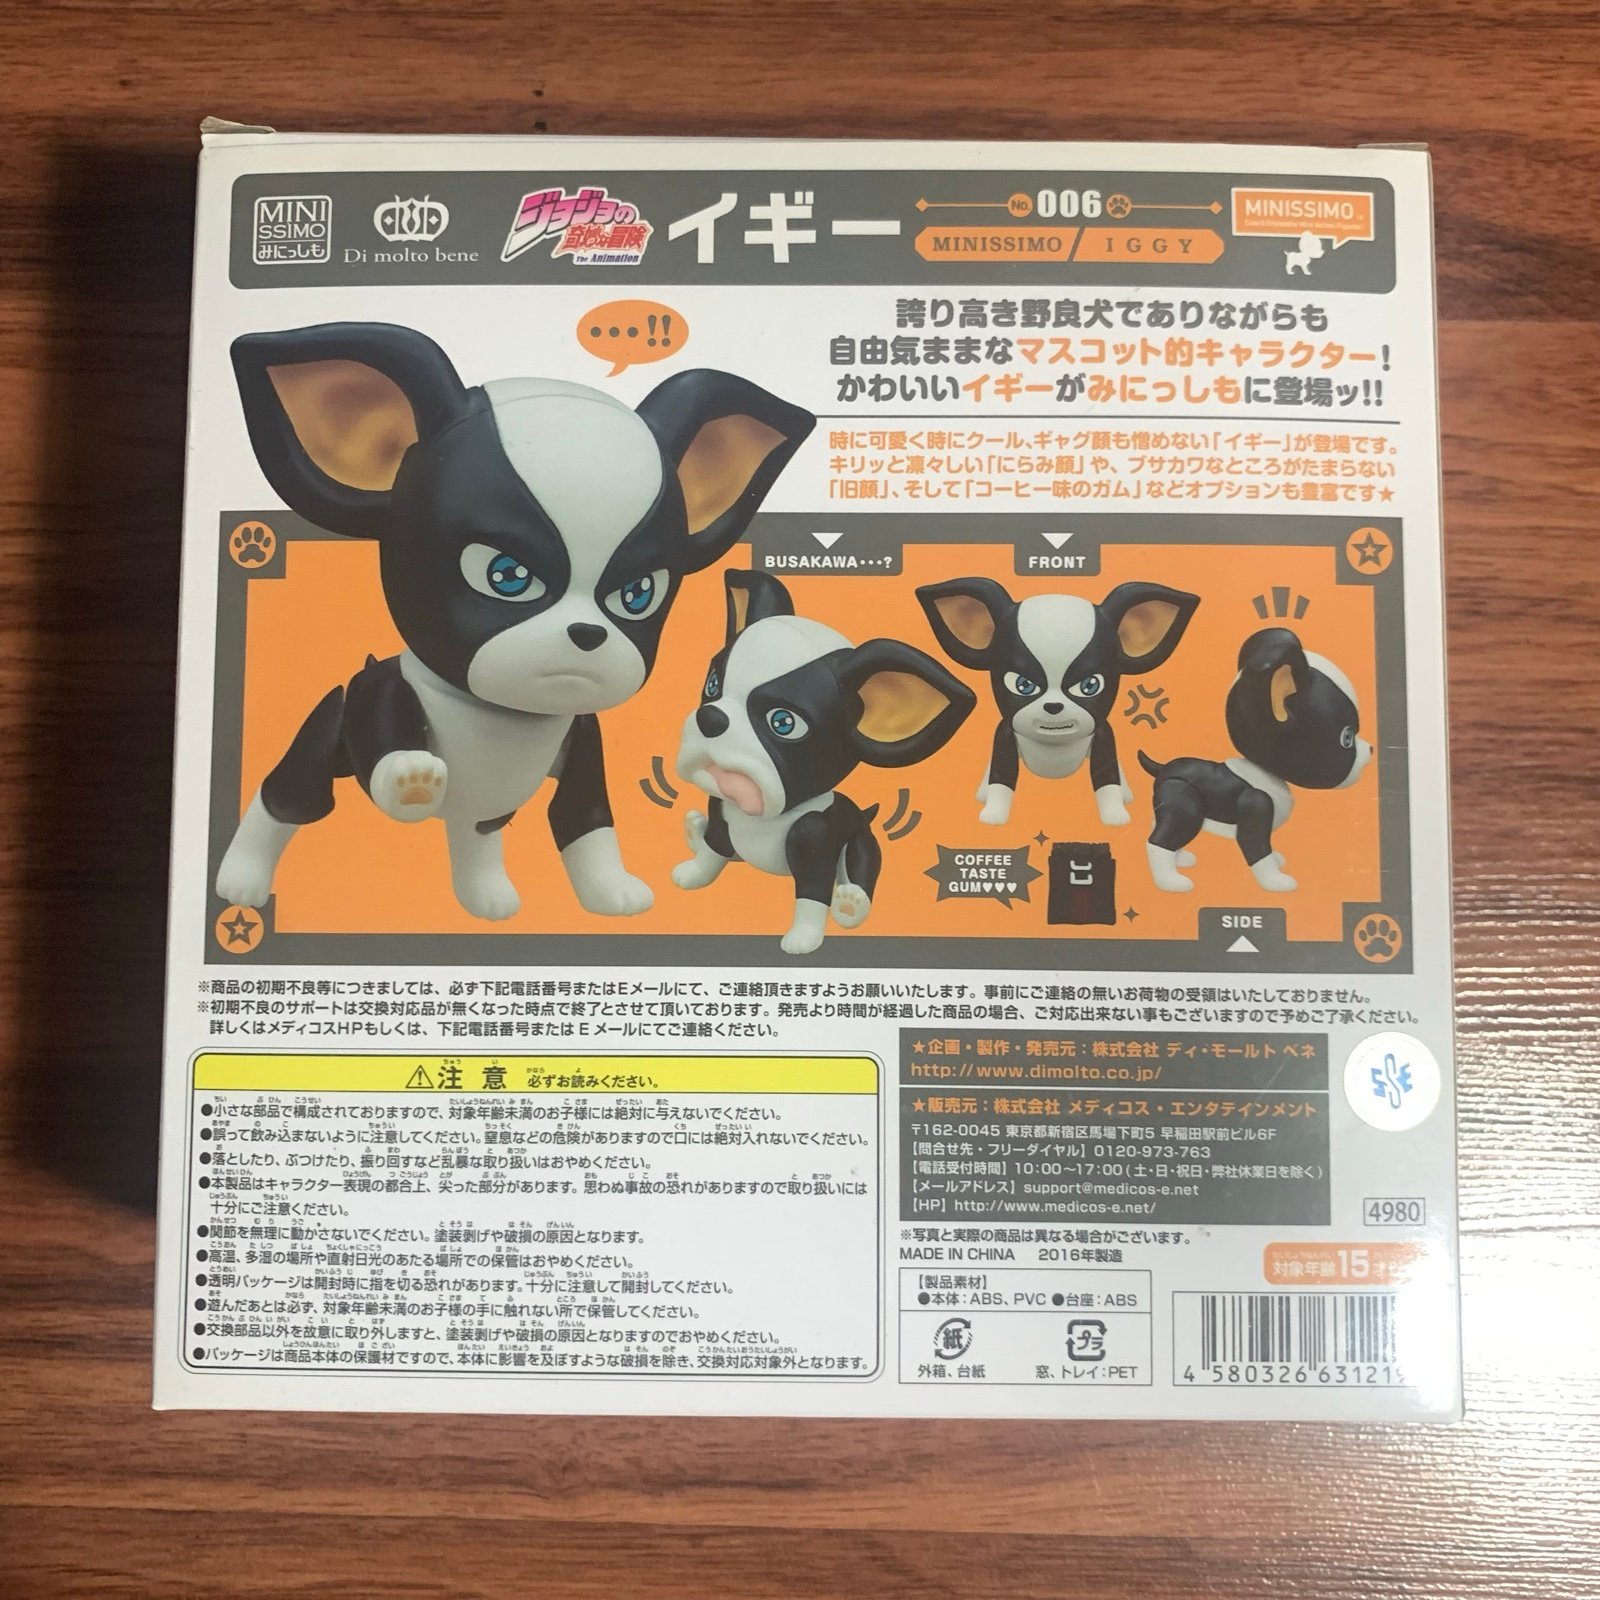 MINI
SSIMO
みにっしも
Di molto bene
ジョジョの
奇妙な冒険
The Animation
イギー
No. 006
MINISSIMO / IGGY
MINISSIMO
…!!
誇り高き野良犬でありながらも
自由気ままなマスコット的キャラクター!
かわいいイギーがみにっしもに登場ッ!!
時に可愛く時にクール、ギャグ顔も憎めない「イギー」が登場です。
キリッと凛々しい「にらみ顔」や、ブサカワなところがたまらない
「旧顔」、そして「コーヒー味のガム」などオプションも豊富です★
BUSAKAWA・・・?
FRONT
COFFEE
TASTE
GUM♥♥♥
SIDE
※商品の初期不良等につきましては、必ず下記電話番号またはEメールにて、ご連絡頂きますようお願いいたします。事前にご連絡の無いお荷物の受領はいたしておりません。
※初期不良のサポートは交換対応品が無くなった時点で終了とさせて頂いております。発売より時間が経過した商品の場合、ご対応出来ない事もございますので予めご了承ください。
詳しくはメディコスHPもしくは、下記電話番号またはEメールにてご連絡ください。
⚠注意 必ずお読みください。
●小さな部品で構成されておりますので、対象年齢未満のお子様には絶対に与えないでください。
●誤って飲み込まないように注意してください。窒息などの危険がありますので口には絶対入れないでください。
●落としたり、ぶつけたり、振り回すなど乱暴な取り扱いはおやめください。
●本製品はキャラクター表現の都合上、尖った部分があります。思わぬ事故の恐れがありますので取り扱いには
十分にご注意ください。
●関節を無理に動かさないでください。塗装剥げや破損の原因となります。
●高温、多湿の場所や直射日光のあたる場所での保管はおやめください。
●透明パッケージは開封時に指を切る恐れがあります。十分に注意して開封してください。
●遊んだあとは必ず、対象年齢未満のお子様の手に触れない所で保管してください。
●交換部品以外を故意に取り外しますと、塗装剥げや破損の原因となりますのでおやめください。
●パッケージは商品本体の保護材ですので、本体に影響を及ぼすような破損を除き、交換対応対象外となります。
★企画・製作・発売元：株式会社 ディ・モールト ベネ
http://www.dimolto.co.jp/
★販売元：株式会社 メディコス・エンタテインメント
〒162-0045 東京都新宿区馬場下町5 早稲田駅前ビル6F
【問合せ先・フリーダイヤル】0120-973-763
【電話受付時間】10:00〜17:00(土・日・祝日・弊社休業日を除く)
【メールアドレス】support@medicos-e.net
【HP】http://www.medicos-e.net/
4980
※写真と実際の商品は異なる場合がございます。
MADE IN CHINA 2016年製造
対象年齢15才
【製品素材】
●本体：ABS、PVC ●台座：ABS
紙
外箱、台紙
プラ
窓、トレイ：PET
4 580326 631219